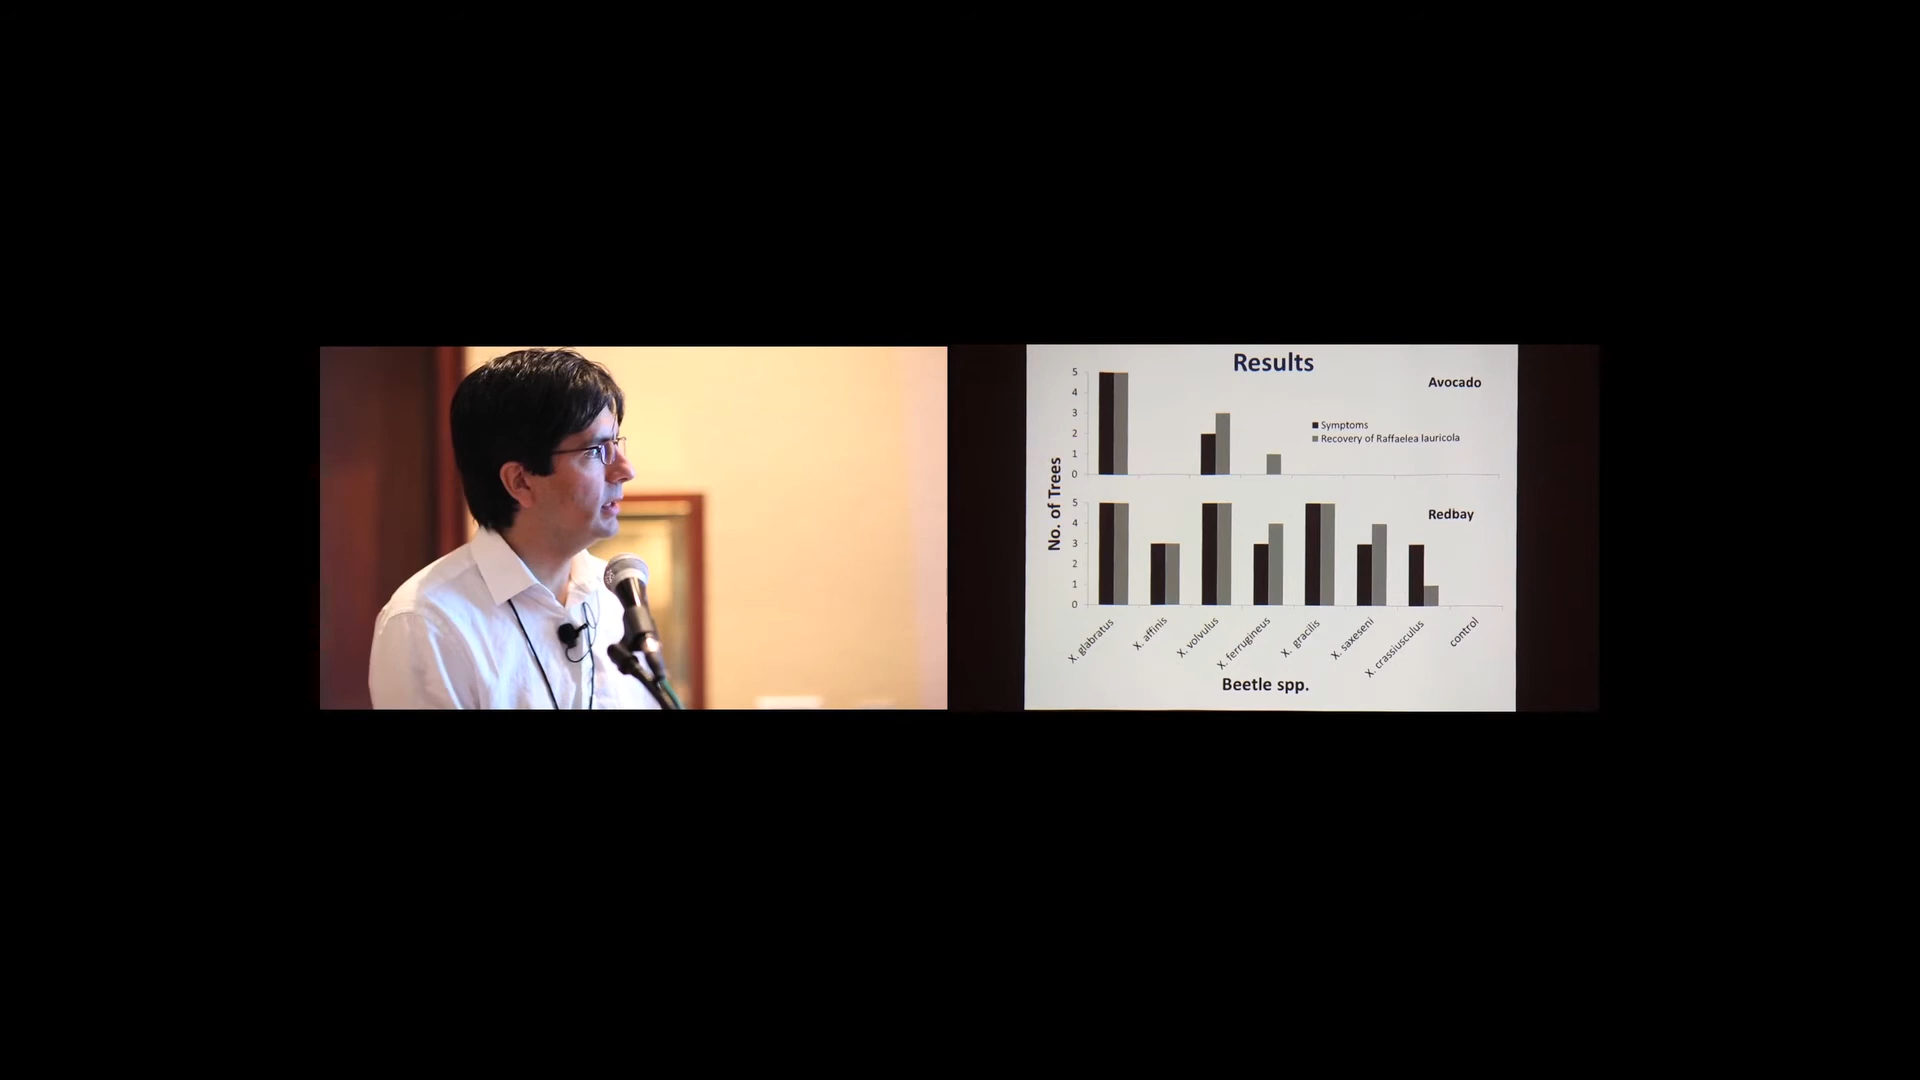 Results
Avocado
5
4
3
2
1
0
Symptoms
Recovery of Raffaelea lauricola
No. of Trees
Redbay
5
4
3
2
1
0
X. glabratus
X. affinis
X. volvulus
X. ferrugineus
X. gracilis
X. saxeseni
X. crassiusculus
control
Beetle spp.